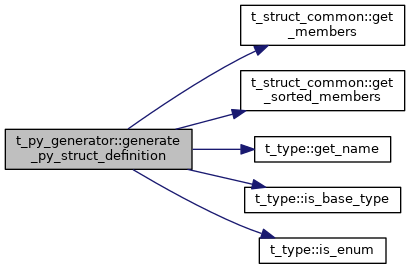 t_struct_common::get
_members
t_struct_common::get
_sorted_members
t_py_generator::generate
_py_struct_definition
t_type::get_name
t_type::is_base_type
t_type::is_enum